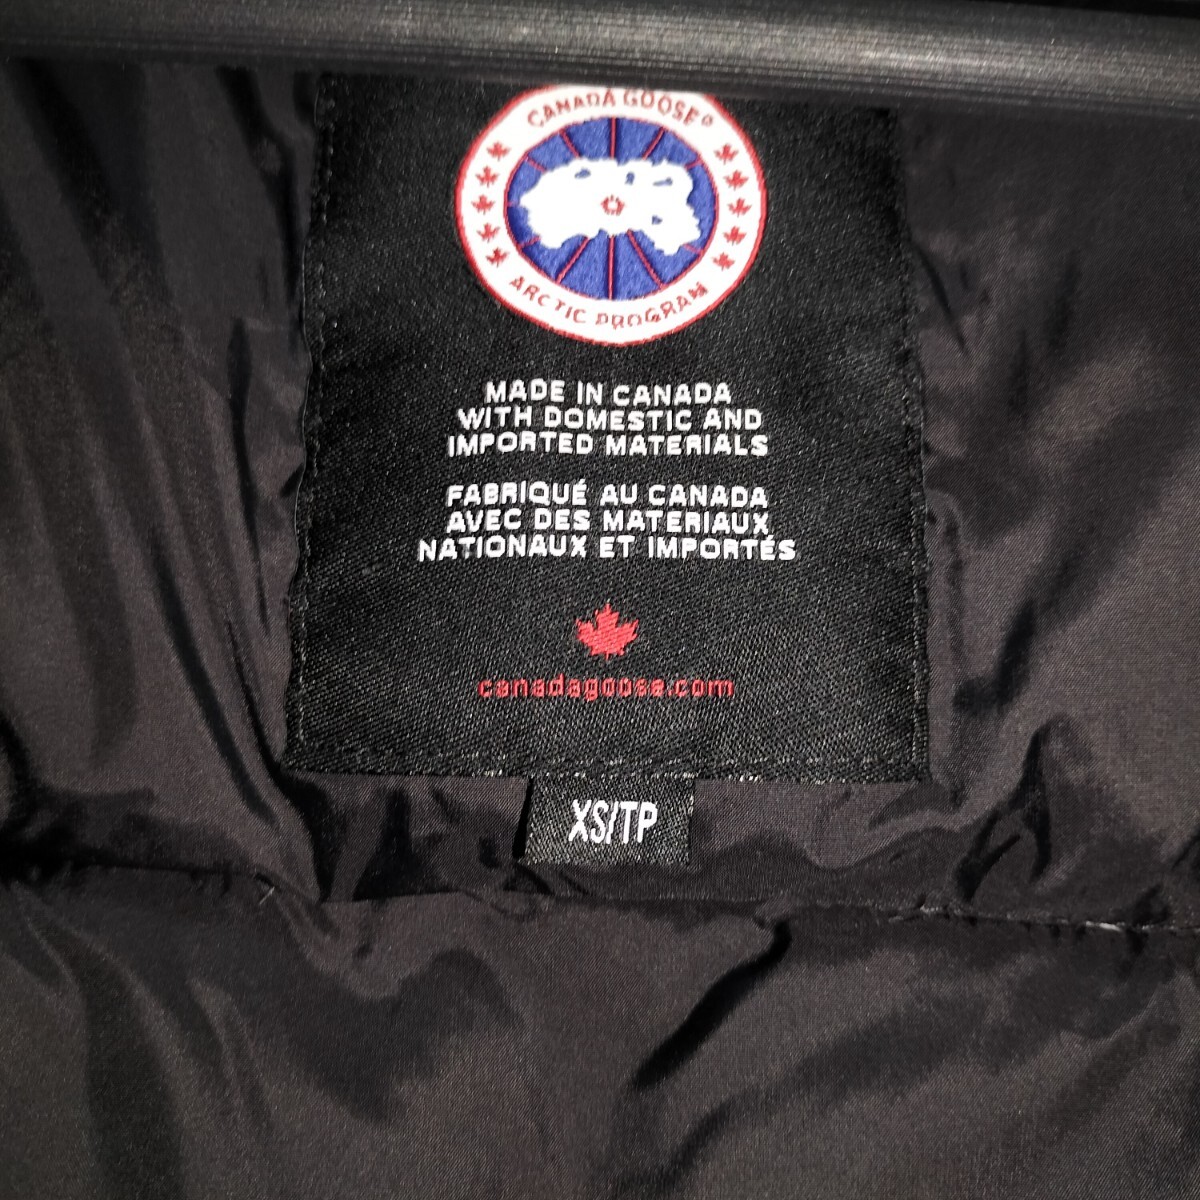 CANADA GOOSE®
ARCTIC PROGRAM
MADE IN CANADA
WITH DOMESTIC AND
IMPORTED MATERIALS
FABRIQUÉ AU CANADA
AVEC DES MATERIAUX
NATIONAUX ET IMPORTÉS
canadagoose.com
XS/TP